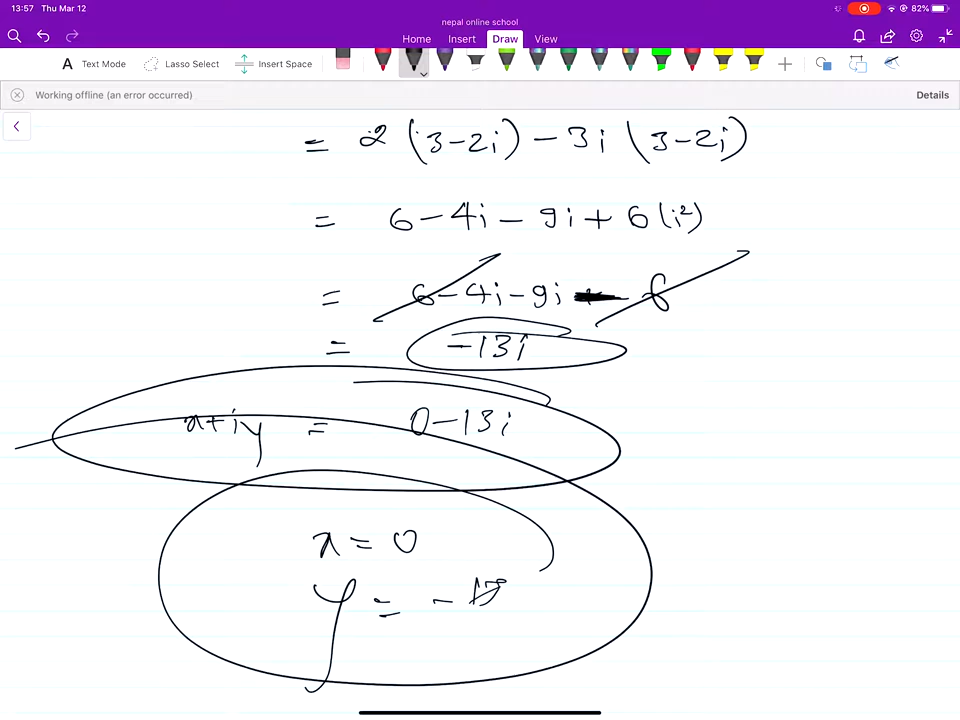 13:57 Thu Mar 12
82%
nepal online school
Home Insert Draw View
A Text Mode Lasso Select Insert Space
Working offline (an error occurred) Details
= 2 (3-2i) - 3i (3-2i)
= 6 - 4i - 9i + 6(i²)
= 6 - 4i - 9i - 6
= -13i
x+iy = 0-13i
x = 0
y = -13